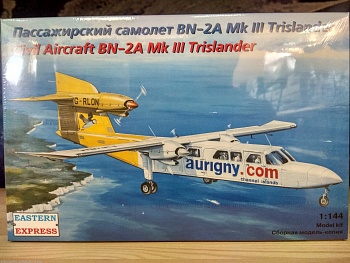 Пассажирский самолет BN-2A Mk III Trislander
Civil Aircraft BN-2A Mk III Trislander
G-RLON
aurigny.com
channel islands
1:144
Model kit
Сборная модель-копия
EASTERN
EXPRESS